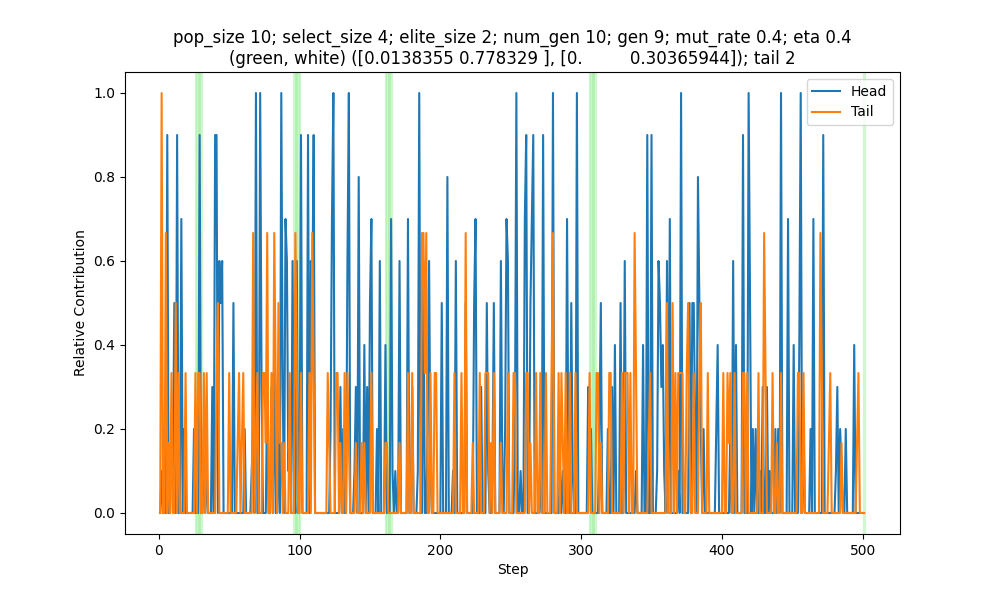 pop_size 10; select_size 4; elite_size 2; num_gen 10; gen 9; mut_rate 0.4; eta 0.4
(green, white) ([0.0138355 0.778329 ], [0.         0.30365944]); tail 2
Head
Tail
1.0
0.8
0.6
0.4
0.2
0.0
Relative Contribution
0
100
200
300
400
500
Step